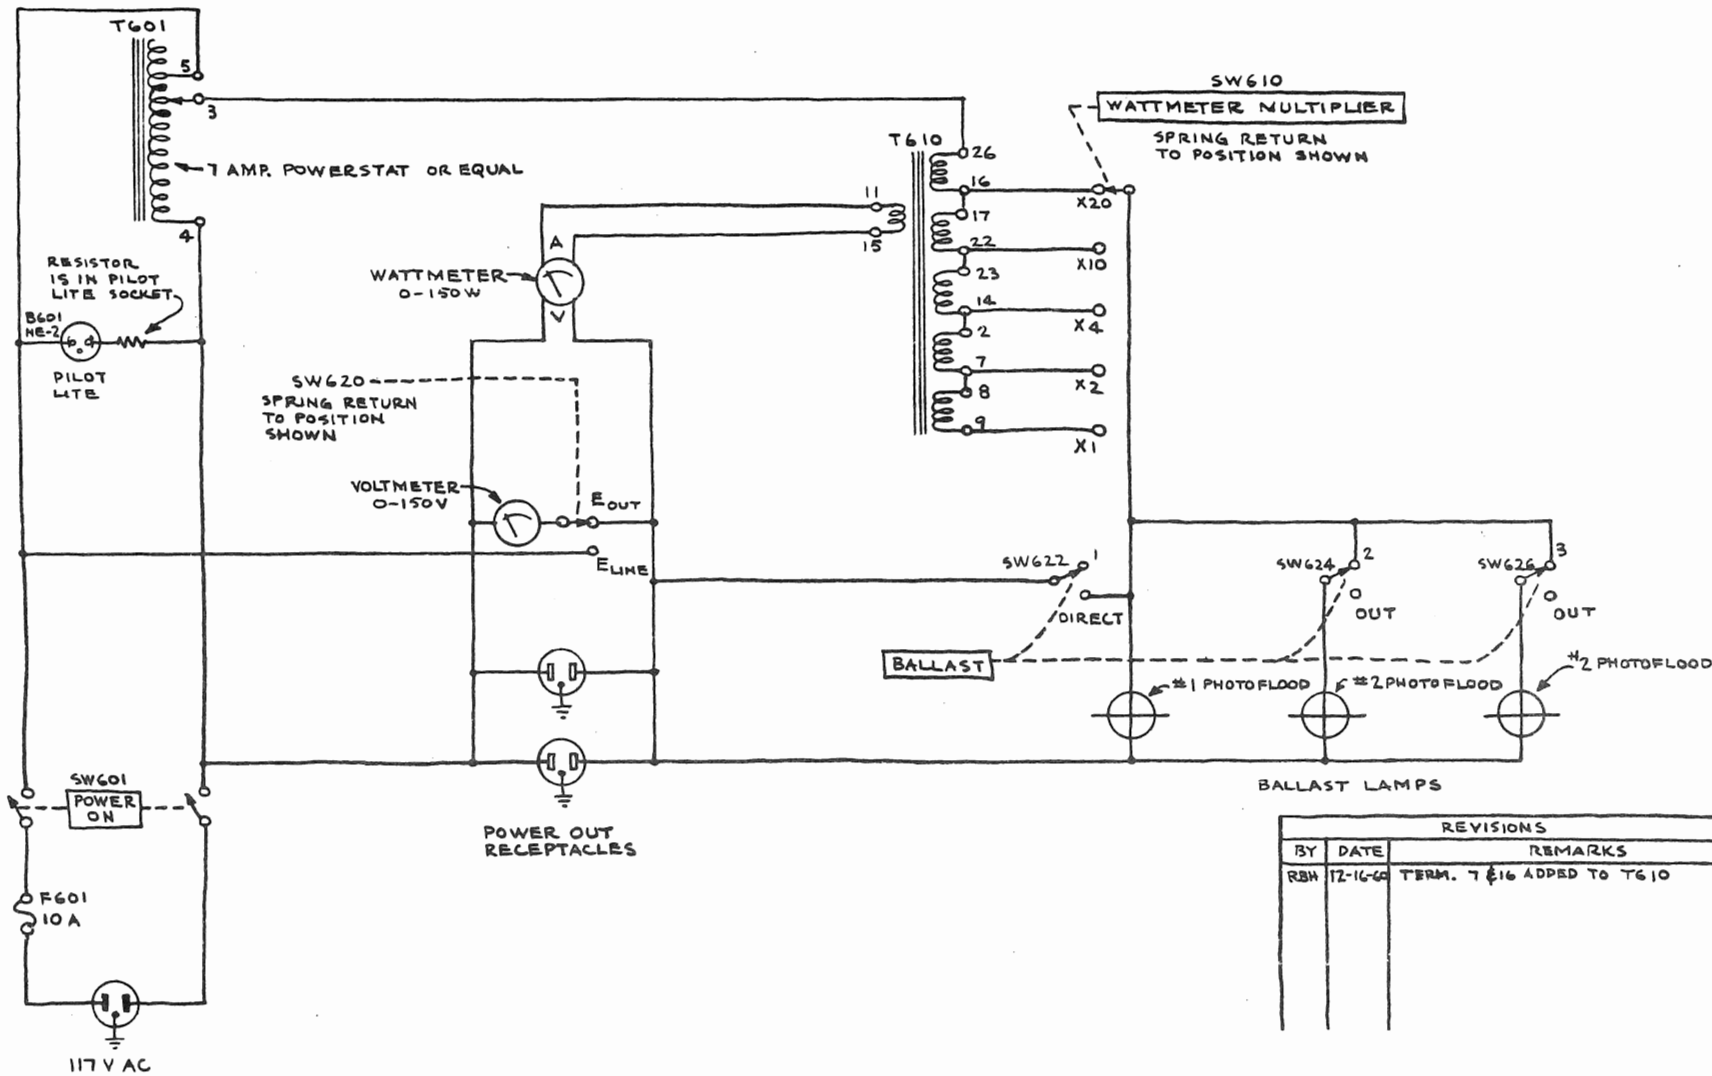 T601
5
3
7 AMP. POWERSTAT OR EQUAL
4
RESISTOR
IS IN PILOT
LITE SOCKET
B601
NE-2
PILOT
LITE
SW610
WATTMETER MULTIPLIER
SPRING RETURN
TO POSITION SHOWN
T610
26
16
X20
11
17
15
22
X10
23
14
X4
2
7
X2
8
9
X1
A
WATTMETER
0-150W
V
SW620
SPRING RETURN
TO POSITION
SHOWN
VOLTMETER
0-150V
E OUT
E LINE
SW622
1
DIRECT
SW624
2
OUT
SW626
3
OUT
BALLAST
#1 PHOTOFLOOD
#2 PHOTOFLOOD
#2 PHOTOFLOOD
BALLAST LAMPS
SW601
POWER
ON
POWER OUT
RECEPTACLES
F601
10 A
117 V AC
REVISIONS
BY DATE REMARKS
RBH 12-16-60 TERM. 7 & 16 ADDED TO T610